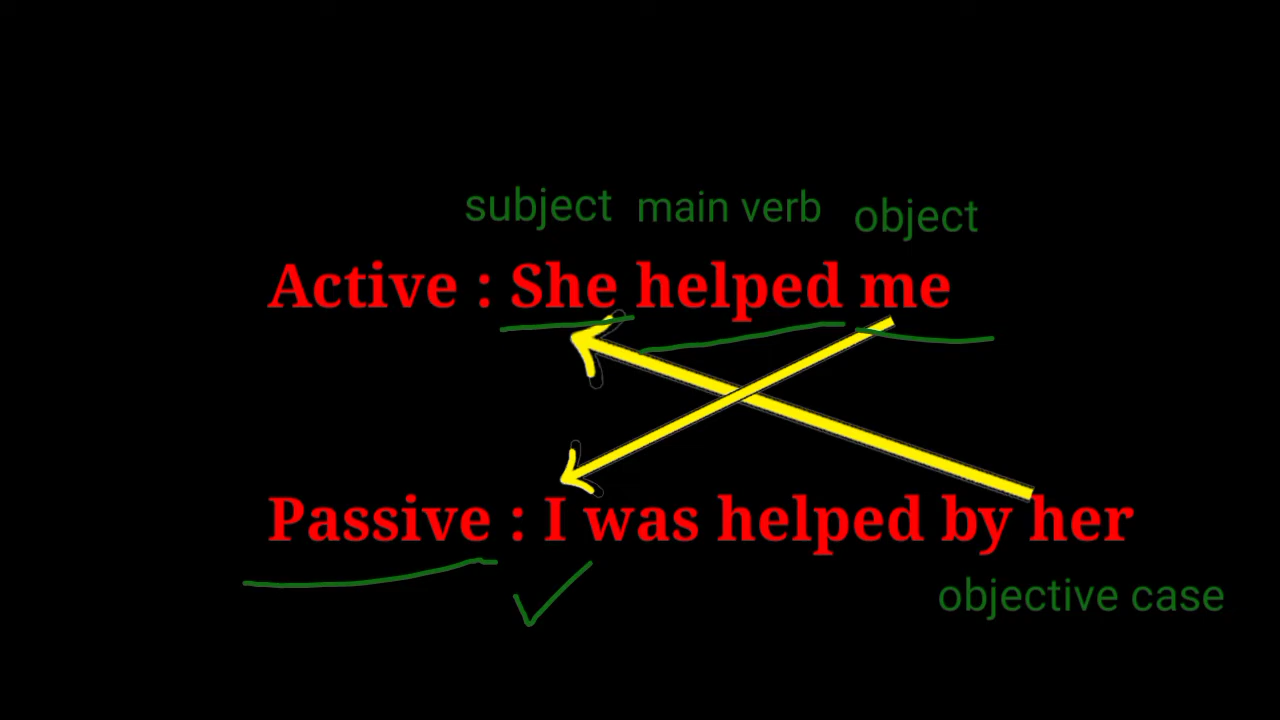 subject main verb object
Active : She helped me
Passive : I was helped by her
objective case